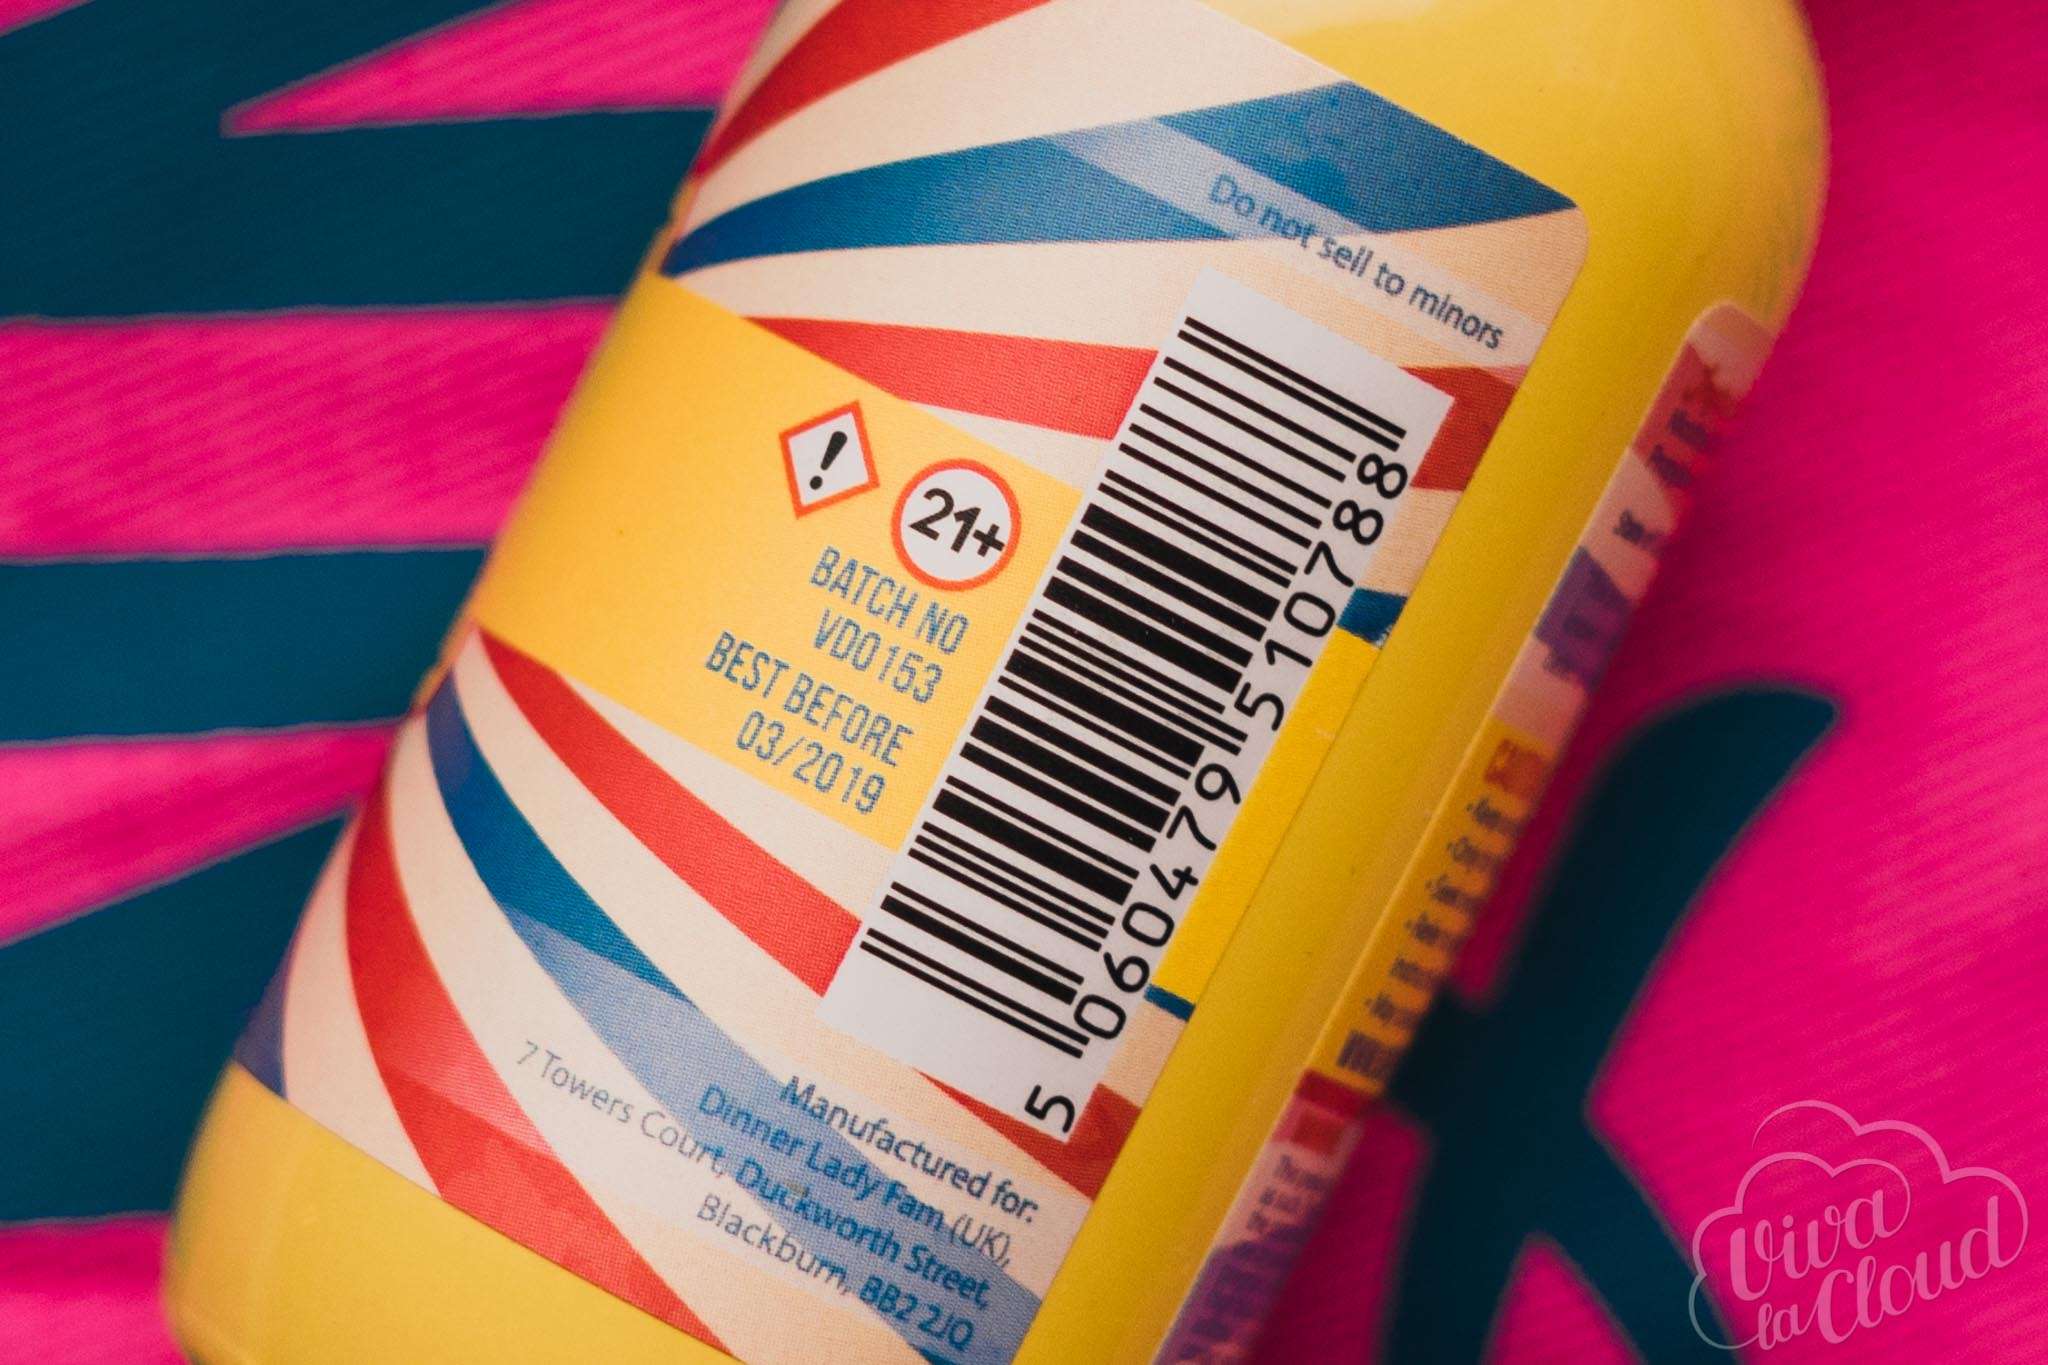 Do not sell to minors
!
21+
BATCH NO
VD0153
BEST BEFORE
03/2019
5 060479 510788
Manufactured for:
Dinner Lady Fam (UK),
7 Towers Court, Duckworth Street,
Blackburn, BB2 2JQ
Viva
la Cloud